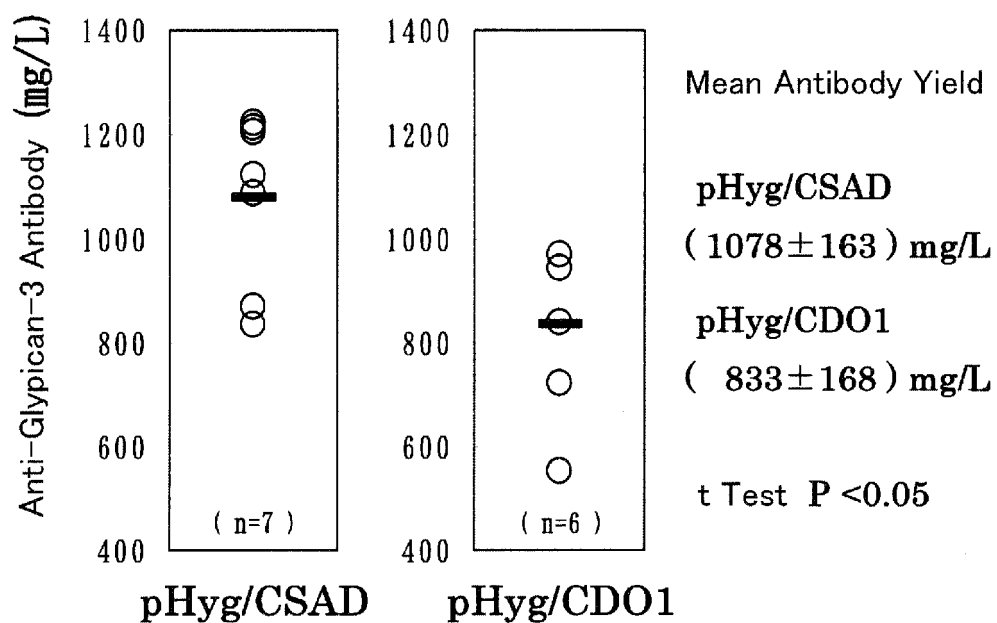 Anti-Glypican-3 Antibody (mg/L)
1400
1200
1000
800
600
400
( n=7 )
pHyg/CSAD
1400
1200
1000
800
600
400
( n=6 )
pHyg/CDO1
Mean Antibody Yield
pHyg/CSAD
( 1078±163 ) mg/L
pHyg/CDO1
( 833±168 ) mg/L
t Test P <0.05